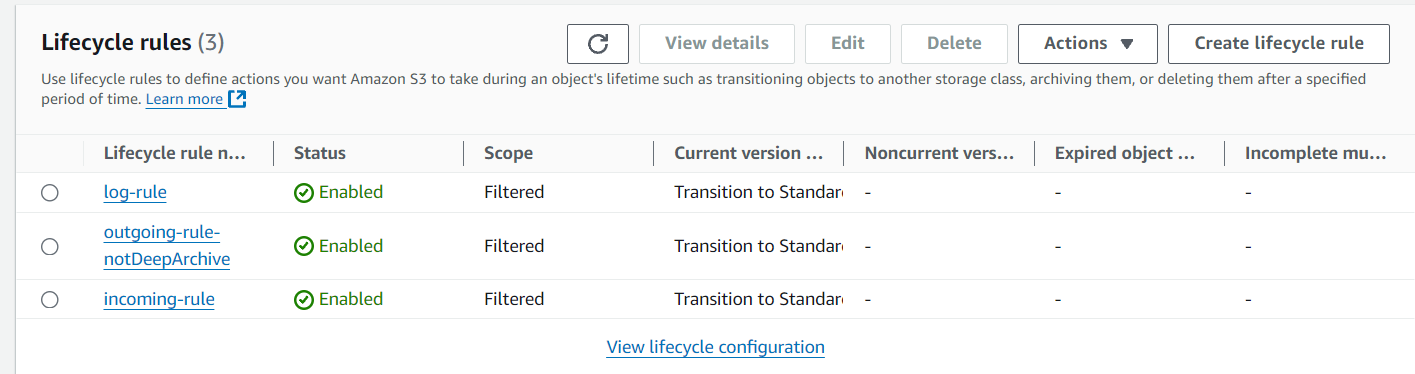 Lifecycle rules (3)
View details
Edit
Delete
Actions
Create lifecycle rule
Use lifecycle rules to define actions you want Amazon S3 to take during an object's lifetime such as transitioning objects to another storage class, archiving them, or deleting them after a specified
period of time. Learn more
Lifecycle rule n... Status Scope Current version ... Noncurrent vers... Expired object ... Incomplete mu...
log-rule Enabled Filtered Transition to Standar - - -
outgoing-rule-
notDeepArchive Enabled Filtered Transition to Standar - - -
incoming-rule Enabled Filtered Transition to Standar - - -
View lifecycle configuration